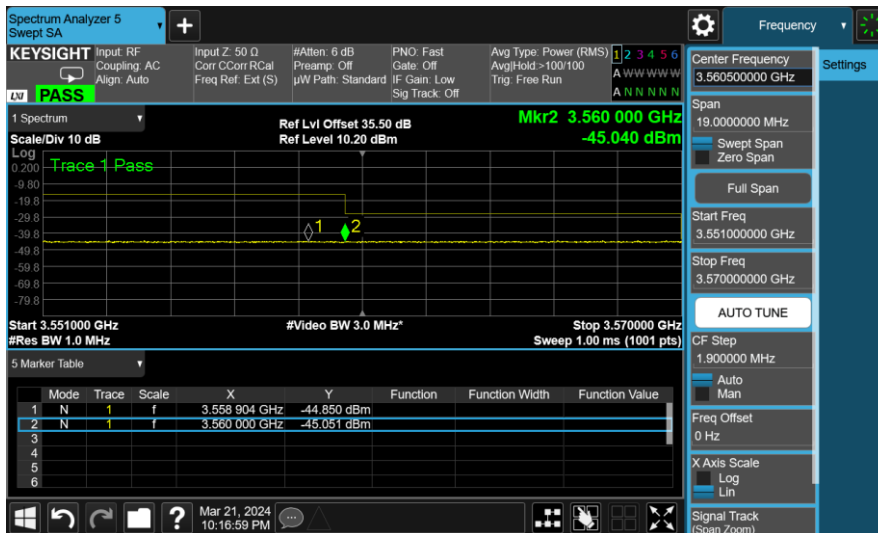 Spectrum Analyzer 5
Swept SA
Frequency
KEYSIGHT
Input: RF
Coupling: AC
Align: Auto
Input Z: 50 Ω
Corr CCorr RCal
Freq Ref: Ext (S)
#Atten: 6 dB
Preamp: Off
µW Path: Standard
PNO: Fast
Gate: Off
IF Gain: Low
Sig Track: Off
Avg Type: Power (RMS)
Avg|Hold:>100/100
Trig: Free Run
1 2 3 4 5 6
A W W W W W
A N N N N N
LXI PASS
1 Spectrum
Scale/Div 10 dB
Ref Lvl Offset 35.50 dB
Ref Level 10.20 dBm
Mkr2 3.560 000 GHz
-45.040 dBm
Log
Trace 1 Pass
0.200
-9.80
-19.8
-29.8
-39.8
-49.8
-59.8
-69.8
-79.8
1
2
Start 3.551000 GHz
#Res BW 1.0 MHz
#Video BW 3.0 MHz*
Stop 3.570000 GHz
Sweep 1.00 ms (1001 pts)
5 Marker Table
Mode Trace Scale X Y Function Function Width Function Value
1 N 1 f 3.558 904 GHz -44.850 dBm
2 N 1 f 3.560 000 GHz -45.051 dBm
3
4
5
6
?
Mar 21, 2024
10:16:59 PM
Center Frequency
3.560500000 GHz
Settings
Span
19.0000000 MHz
Swept Span
Zero Span
Full Span
Start Freq
3.551000000 GHz
Stop Freq
3.570000000 GHz
AUTO TUNE
CF Step
1.900000 MHz
Auto
Man
Freq Offset
0 Hz
X Axis Scale
Log
Lin
Signal Track
(Span Zoom)